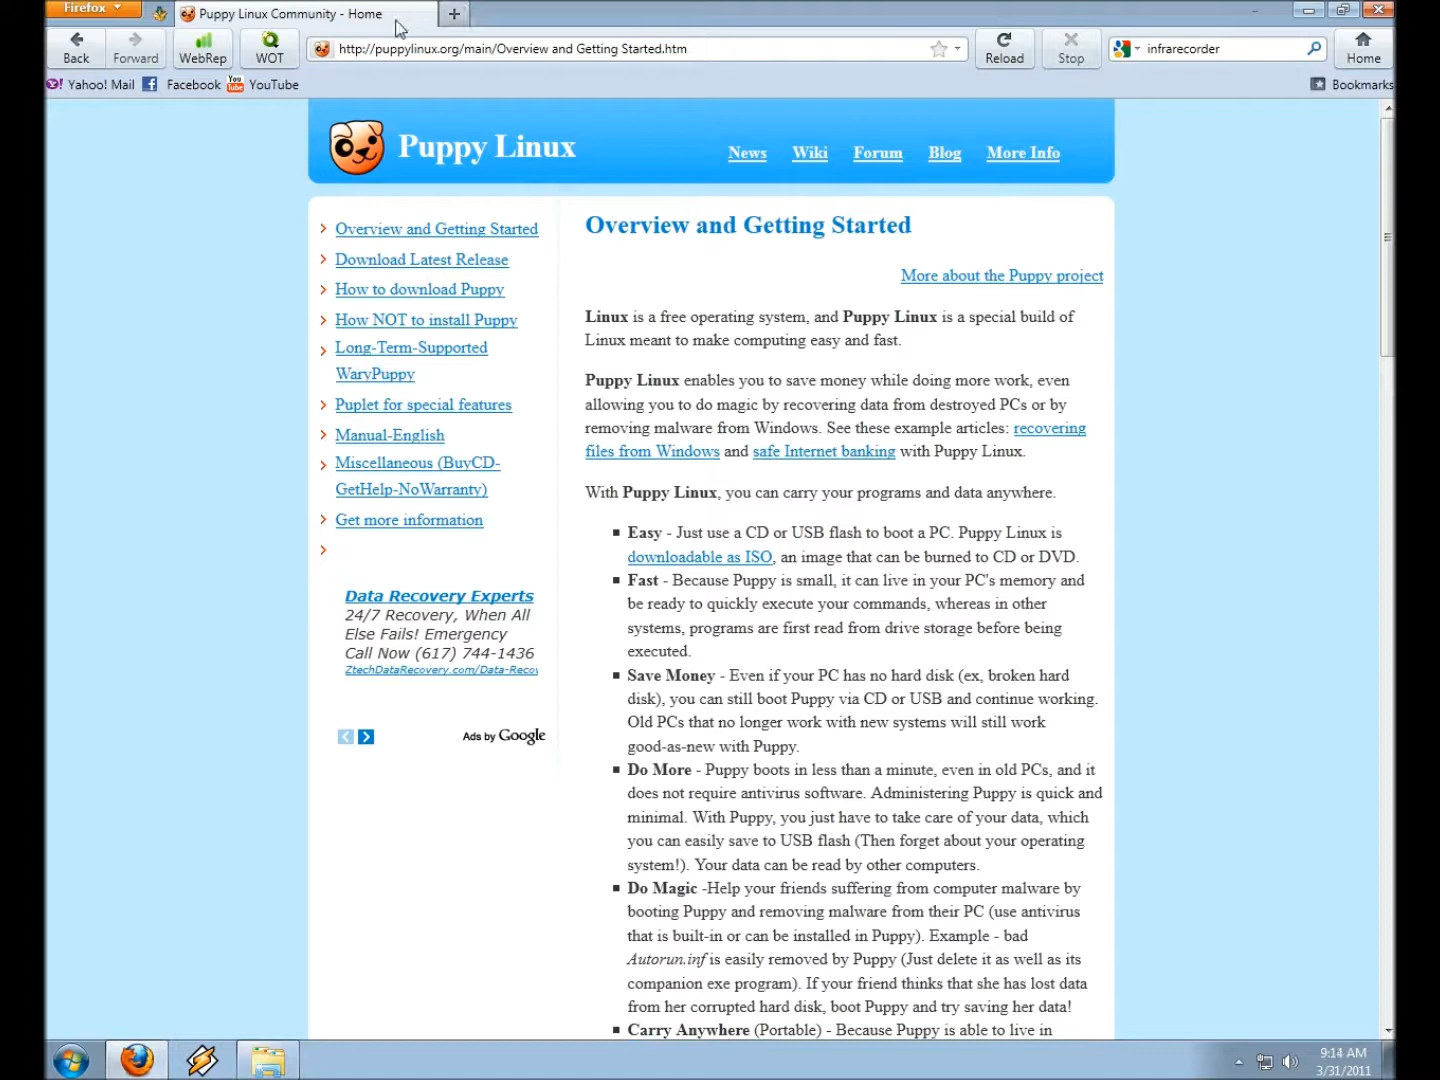 Firefox
Puppy Linux Community - Home
Back
Forward
WebRep
WOT
http://puppylinux.org/main/Overview and Getting Started.htm
Reload
Stop
infrarecorder
Home
Yahoo! Mail
Facebook
You Tube
YouTube
Bookmarks
Puppy Linux
News
Wiki
Forum
Blog
More Info
Overview and Getting Started
Download Latest Release
How to download Puppy
How NOT to install Puppy
Long-Term-Supported
WaryPuppy
Puplet for special features
Manual-English
Miscellaneous (BuyCD-
GetHelp-NoWarranty)
Get more information
Data Recovery Experts
24/7 Recovery, When All
Else Fails! Emergency
Call Now (617) 744-1436
ZtechDataRecovery.com/Data-Recov
Ads by Google
Overview and Getting Started
More about the Puppy project
Linux is a free operating system, and Puppy Linux is a special build of
Linux meant to make computing easy and fast.
Puppy Linux enables you to save money while doing more work, even
allowing you to do magic by recovering data from destroyed PCs or by
removing malware from Windows. See these example articles: recovering
files from Windows and safe Internet banking with Puppy Linux.
With Puppy Linux, you can carry your programs and data anywhere.
Easy - Just use a CD or USB flash to boot a PC. Puppy Linux is
downloadable as ISO, an image that can be burned to CD or DVD.
Fast - Because Puppy is small, it can live in your PC's memory and
be ready to quickly execute your commands, whereas in other
systems, programs are first read from drive storage before being
executed.
Save Money - Even if your PC has no hard disk (ex, broken hard
disk), you can still boot Puppy via CD or USB and continue working.
Old PCs that no longer work with new systems will still work
good-as-new with Puppy.
Do More - Puppy boots in less than a minute, even in old PCs, and it
does not require antivirus software. Administering Puppy is quick and
minimal. With Puppy, you just have to take care of your data, which
you can easily save to USB flash (Then forget about your operating
system!). Your data can be read by other computers.
Do Magic -Help your friends suffering from computer malware by
booting Puppy and removing malware from their PC (use antivirus
that is built-in or can be installed in Puppy). Example - bad
Autorun.inf is easily removed by Puppy (Just delete it as well as its
companion exe program). If your friend thinks that she has lost data
from her corrupted hard disk, boot Puppy and try saving her data!
Carry Anywhere (Portable) - Because Puppy is able to live in
9:14 AM
3/31/2011